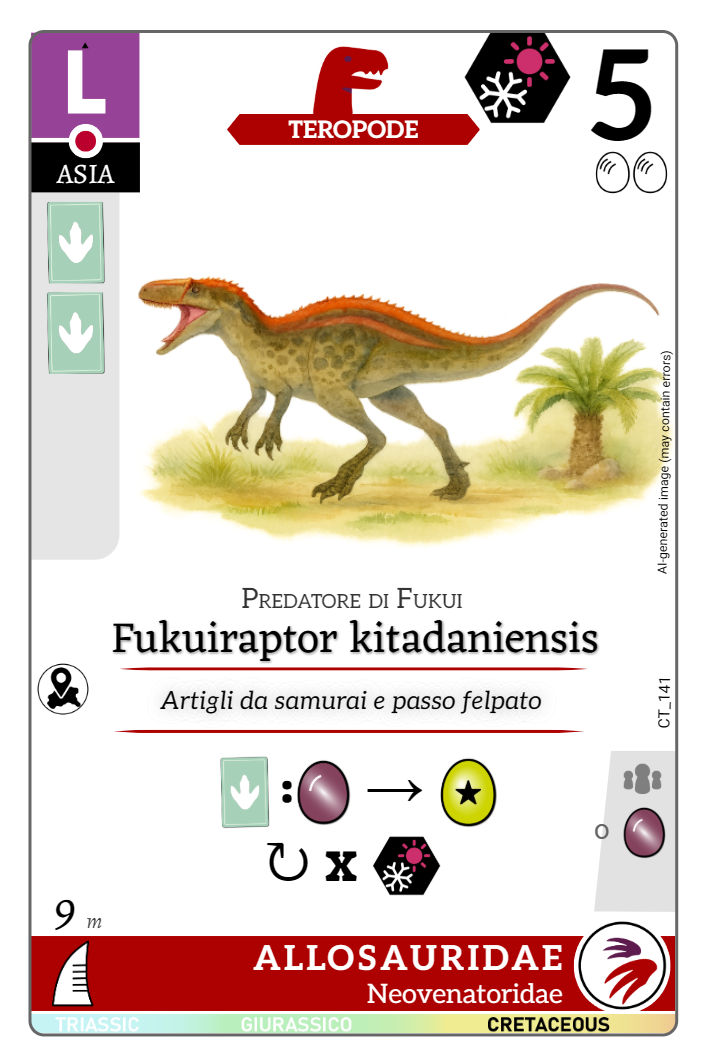 L
ASIA
TEROPODE
5
AI-generated image (may contain errors)
PREDATORE DI FUKUI
Fukuiraptor kitadaniensis
Artigli da samurai e passo felpato
CT_141
:
→
↻ x
O
9 m
ALLOSAURIDAE
Neovenatoridae
TRIASSIC GIURASSICO CRETACEOUS